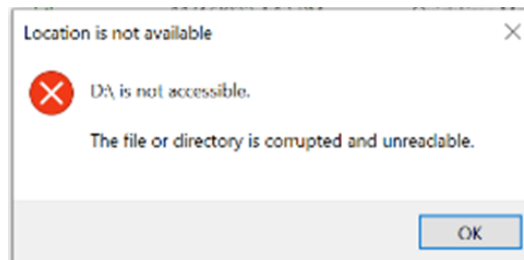 Location is not available
D:\ is not accessible.
The file or directory is corrupted and unreadable.
OK